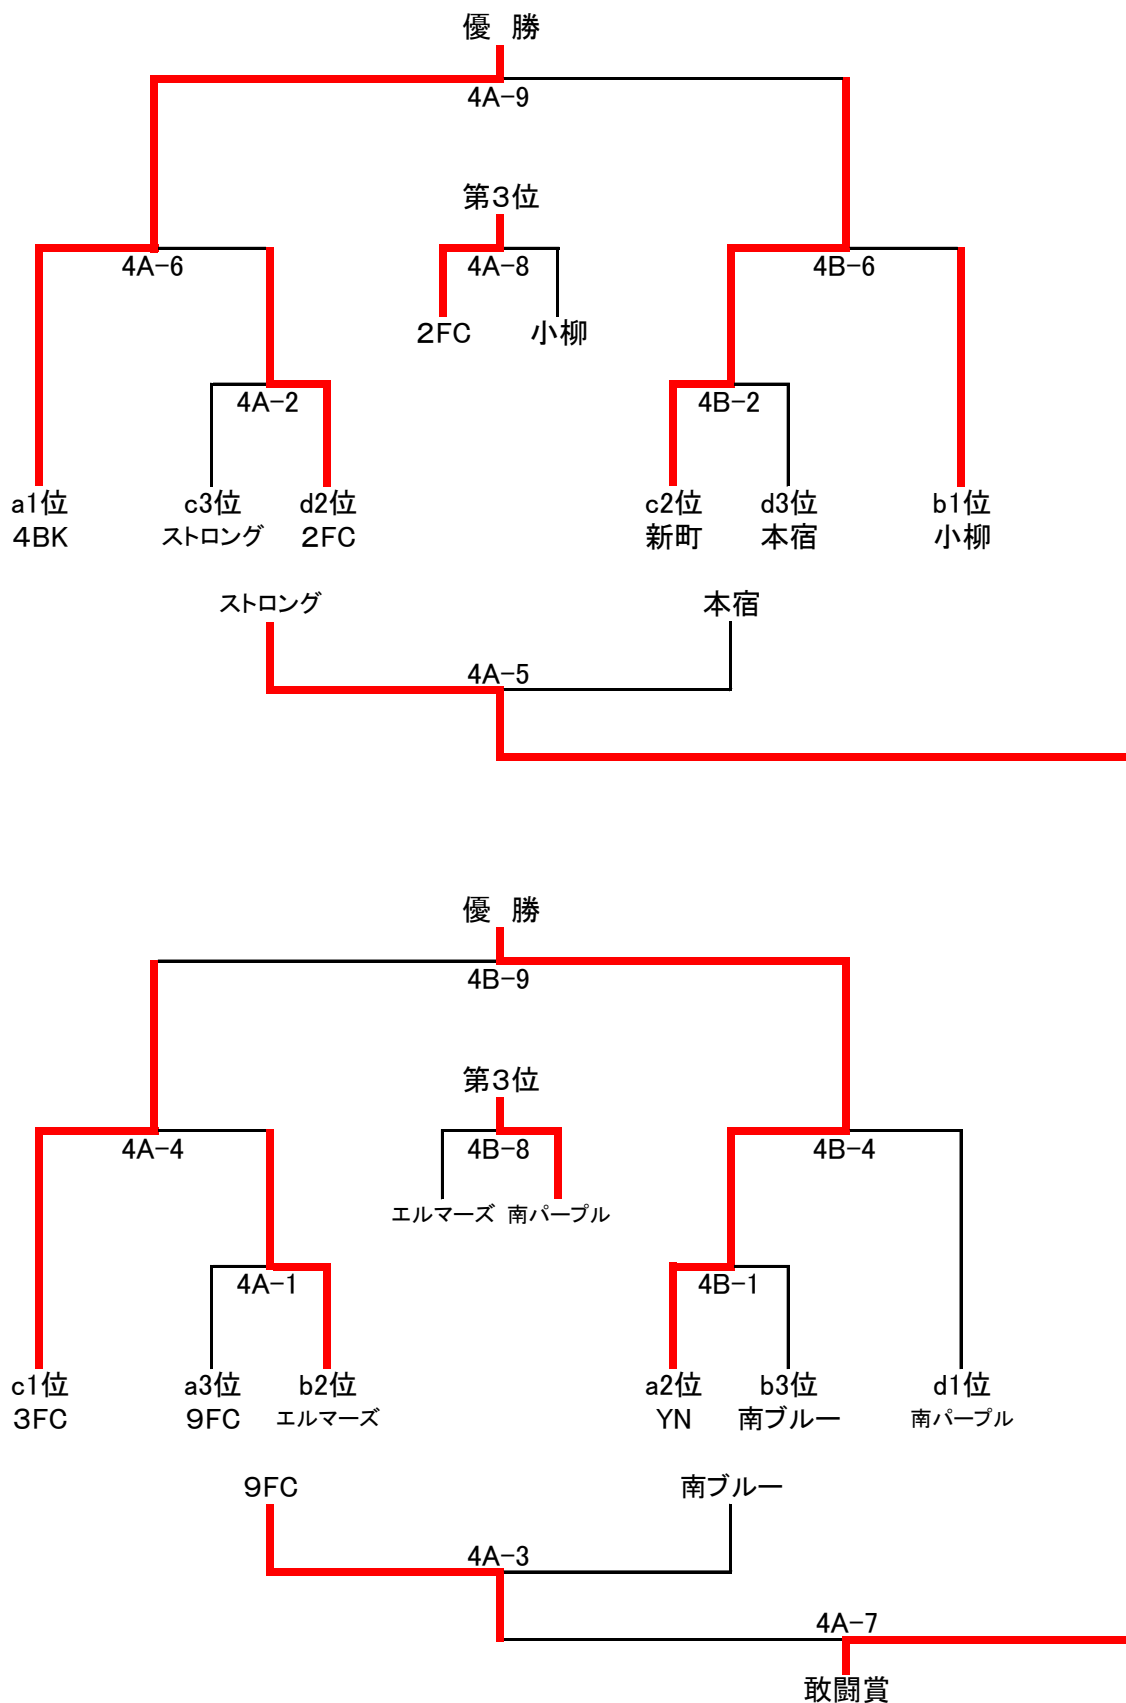 優 勝
4A-9
第3位
4A-6 4A-8 4B-6
2FC 小柳
4A-2 4B-2
a1位 c3位 d2位 c2位 d3位 b1位
4BK ストロング 2FC 新町 本宿 小柳
ストロング 本宿
4A-5
優 勝
4B-9
第3位
4A-4 4B-8 4B-4
エルマーズ 南パープル
4A-1 4B-1
c1位 a3位 b2位 a2位 b3位 d1位
3FC 9FC エルマーズ YN 南ブルー 南パープル
9FC 南ブルー
4A-3
4A-7
敢闘賞